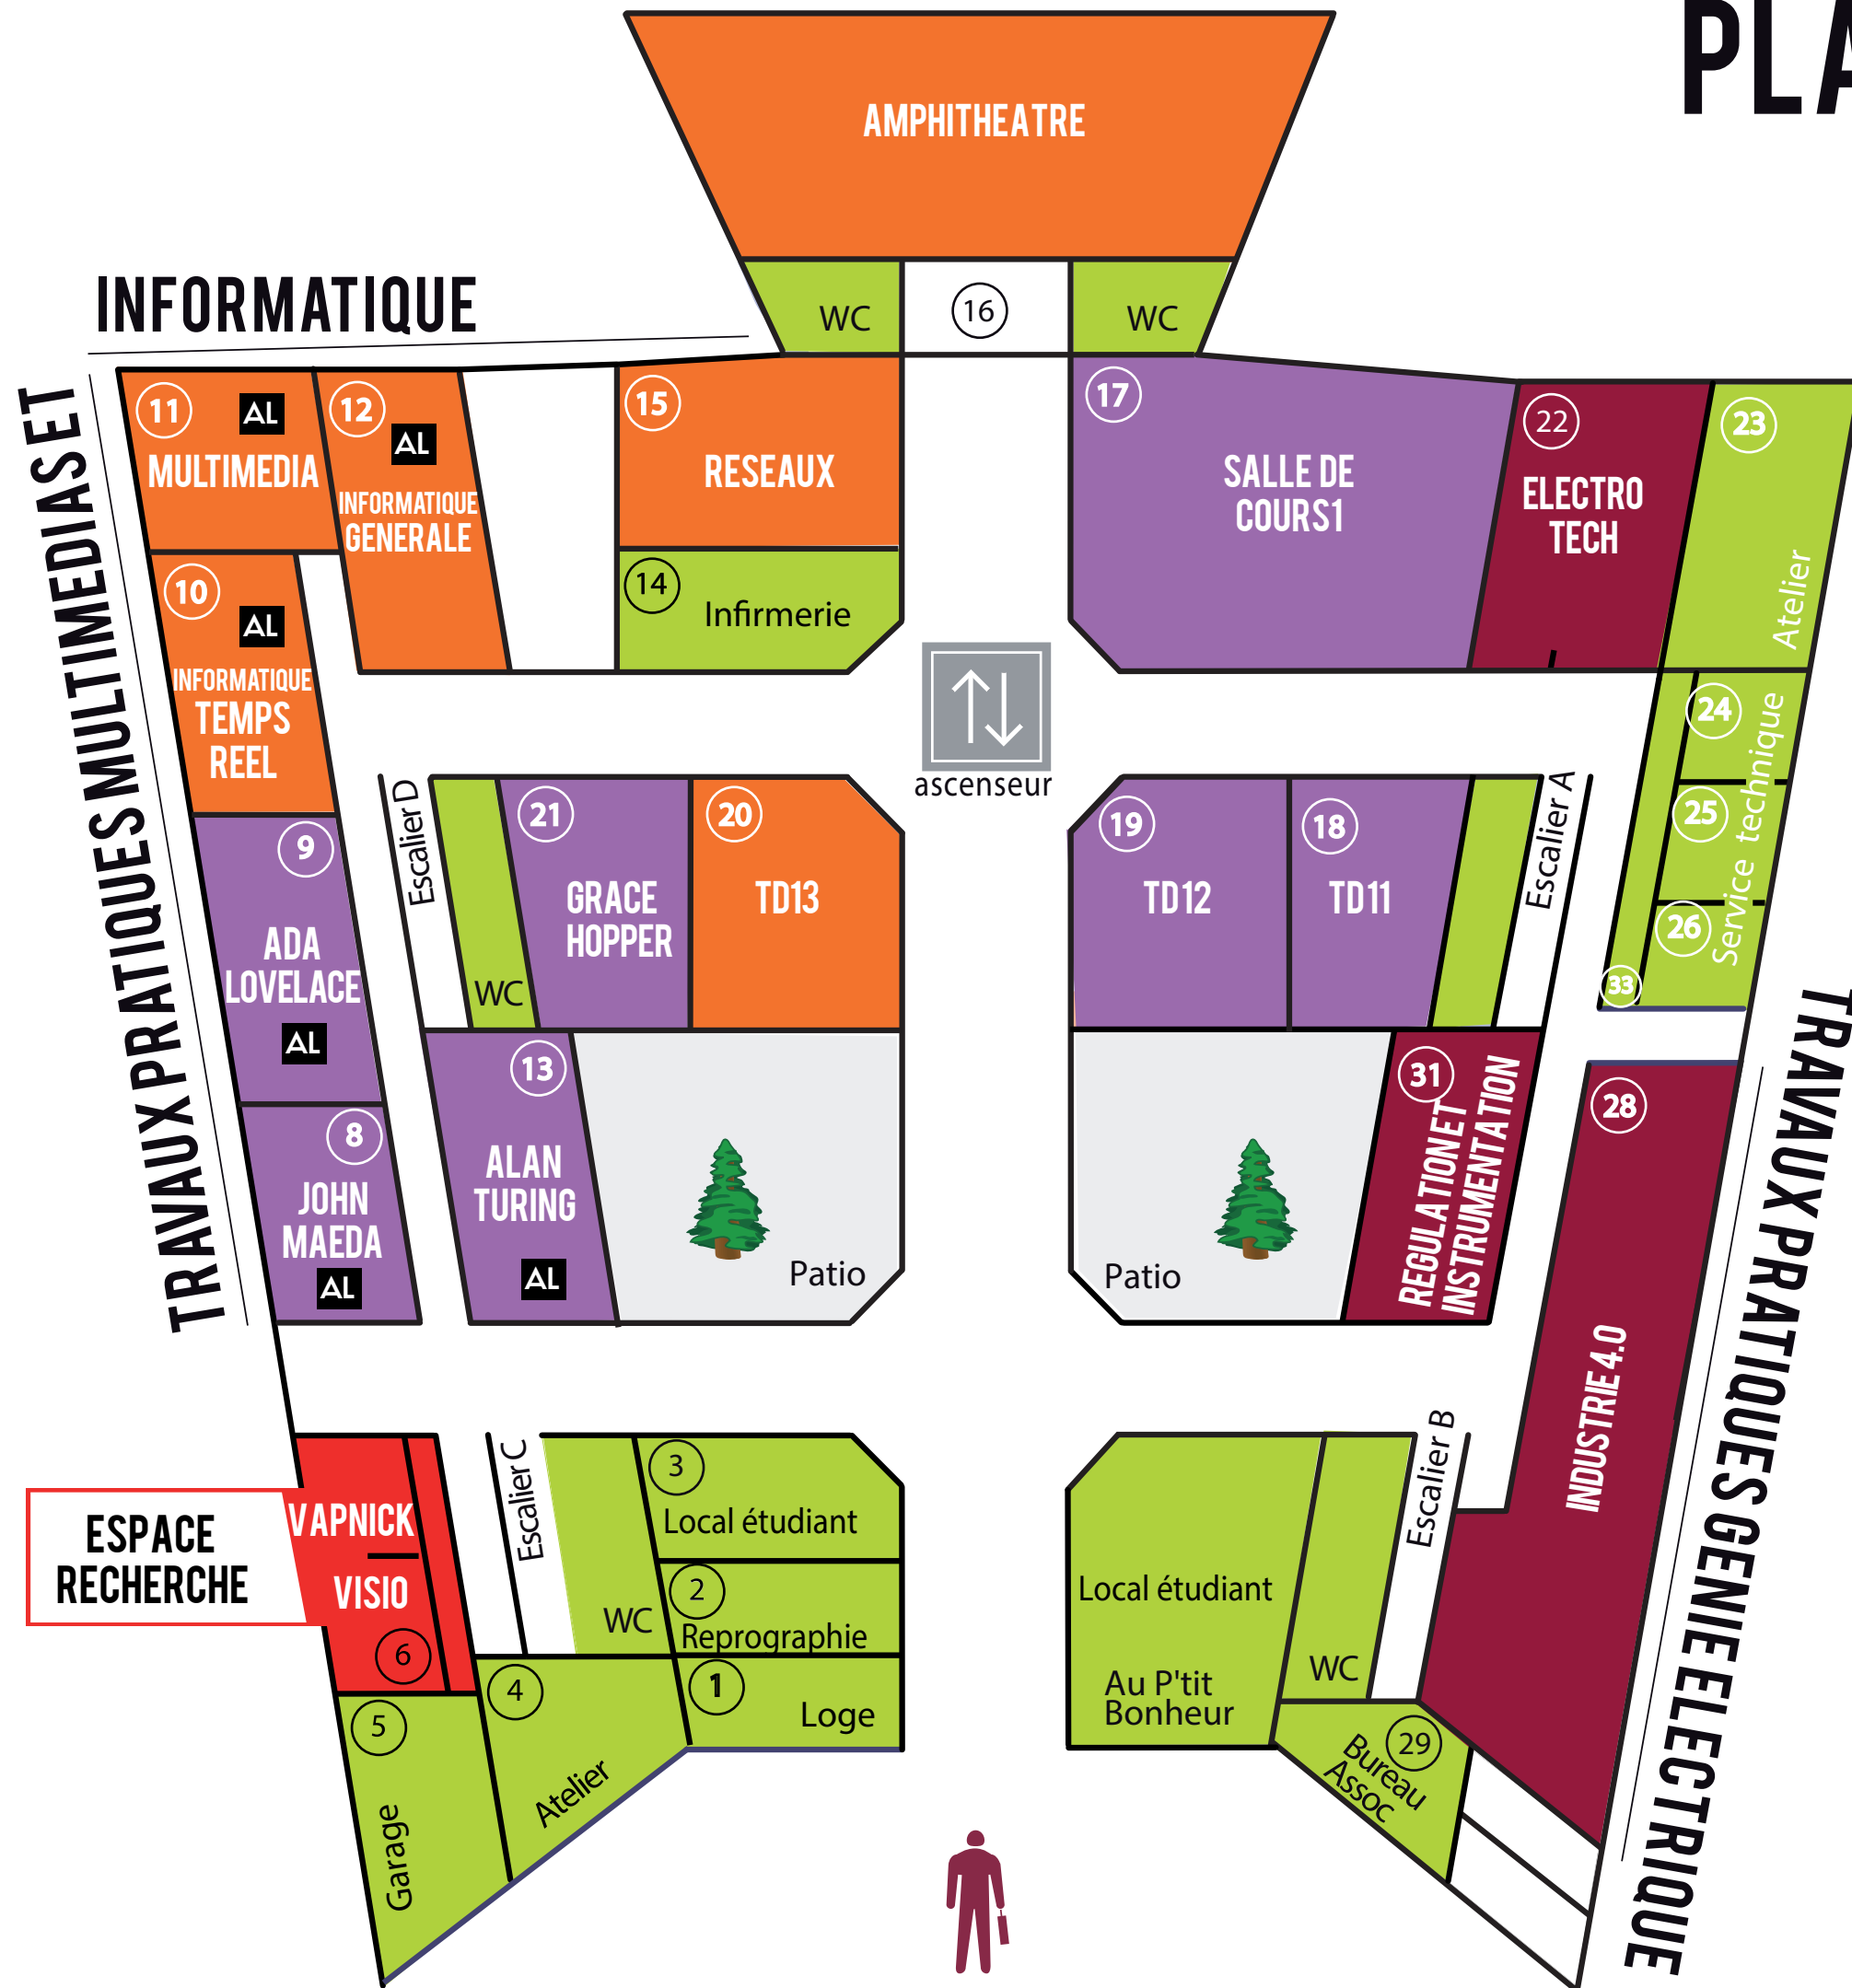 PLA
AMPHITHEATRE
WC
16
WC
INFORMATIQUE
TRAVAUX PRATIQUES MULTIMEDIAS ET
11
AL
MULTIMEDIA
12
AL
INFORMATIQUE
GENERALE
15
RESEAUX
14
Infirmerie
17
SALLE DE
COURS1
22
ELECTRO
TECH
23
Atelier
10
AL
INFORMATIQUE
TEMPS
REEL
ascenseur
24
25
26
Service technique
33
9
ADA
LOVELACE
AL
Escalier D
WC
21
GRACE
HOPPER
20
TD13
19
TD12
18
TD11
Escalier A
8
JOHN
MAEDA
AL
13
ALAN
TURING
AL
Patio
Patio
31
REGULATION ET
INSTRUMENTATION
28
INDUSTRIE 4.0
TRAVAUX PRATIQUES GENIE ELECTRIQUE
ESPACE
RECHERCHE
VAPNICK
VISIO
6
Escalier C
WC
3
Local étudiant
2
Reprographie
1
Loge
4
Atelier
5
Garage
Local étudiant
Au P'tit
Bonheur
WC
Escalier B
29
Bureau
Assoc